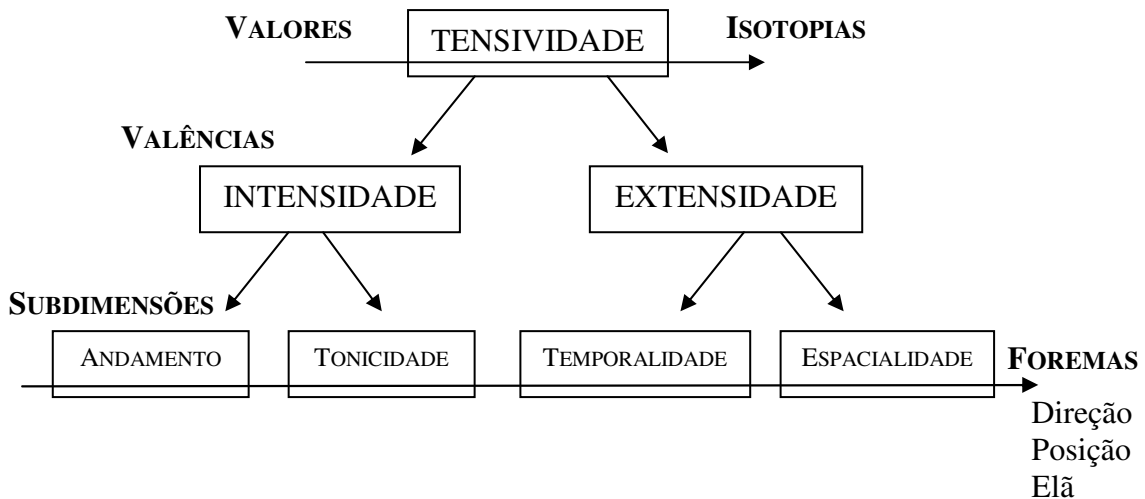 VALORES TENSIVIDADE ISOTOPIAS
VALÊNCIAS
INTENSIDADE EXTENSIDADE
SUBDIMENSÕES
ANDAMENTO TONICIDADE TEMPORALIDADE ESPACIALIDADE FOREMAS
Direção
Posição
Elã